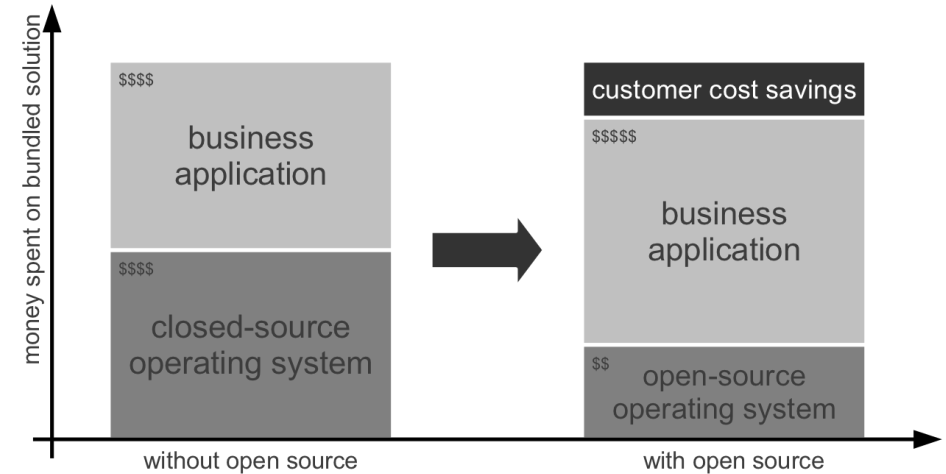 money spent on bundled solution
$$$$
business
application
$$$$
closed-source
operating system
without open source
customer cost savings
$$$$$
business
application
$$
open-source
operating system
with open source